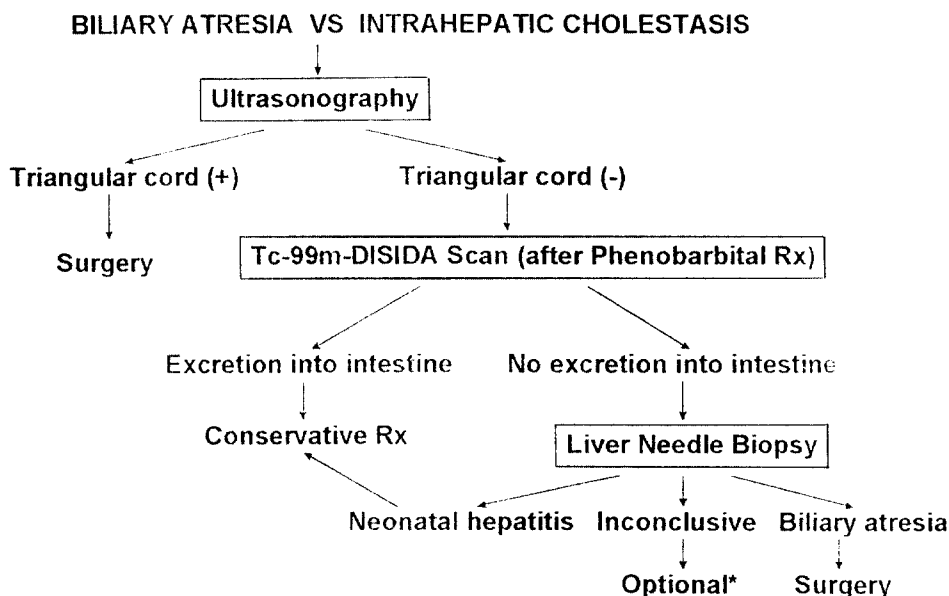 BILIARY ATRESIA VS INTRAHEPATIC CHOLESTASIS
Ultrasonography
Triangular cord (+)
Triangular cord (-)
Surgery
Tc-99m-DISIDA Scan (after Phenobarbital Rx)
Excretion into intestine
No excretion into intestine
Conservative Rx
Liver Needle Biopsy
Neonatal hepatitis
Inconclusive
Biliary atresia
Optional*
Surgery